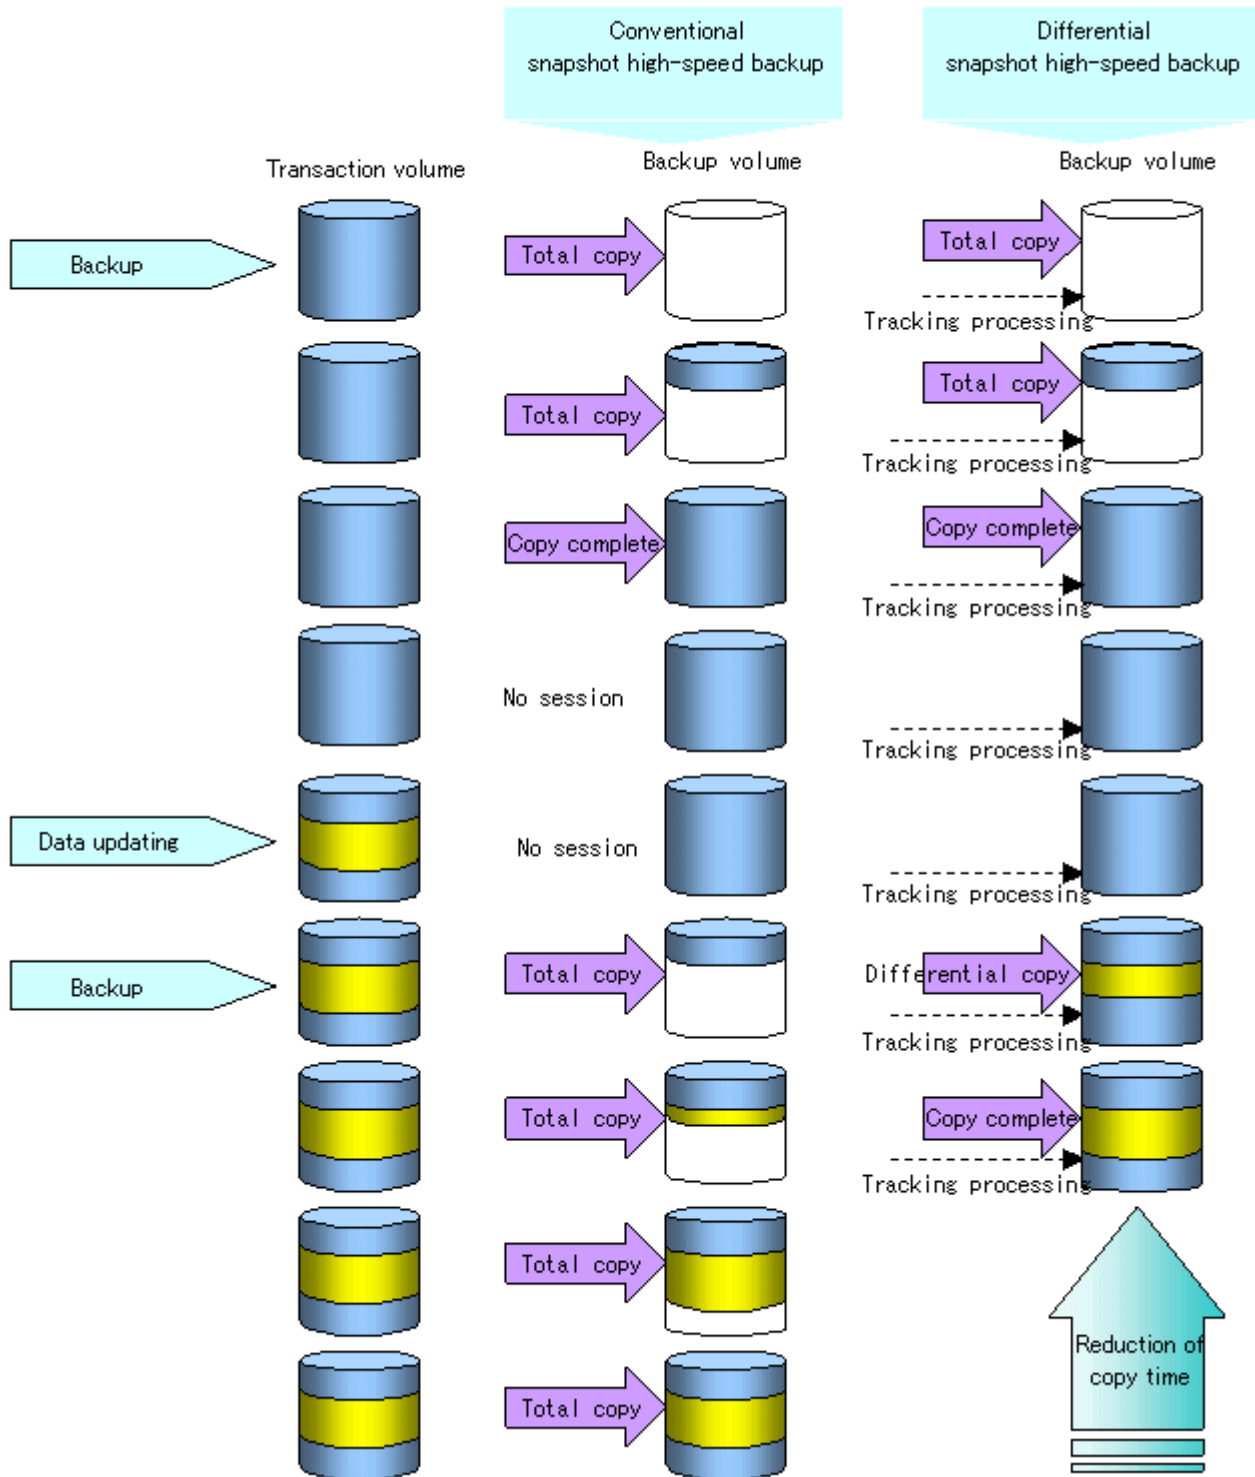 Conventional
snapshot high-speed backup
Differential
snapshot high-speed backup
Transaction volume
Backup volume
Backup volume
Backup
Total copy
Total copy
Tracking processing
Total copy
Total copy
Tracking processing
Copy complete
Copy complete
Tracking processing
No session
Tracking processing
Data updating
No session
Tracking processing
Backup
Total copy
Differential copy
Tracking processing
Total copy
Copy complete
Tracking processing
Total copy
Reduction of
copy time
Total copy